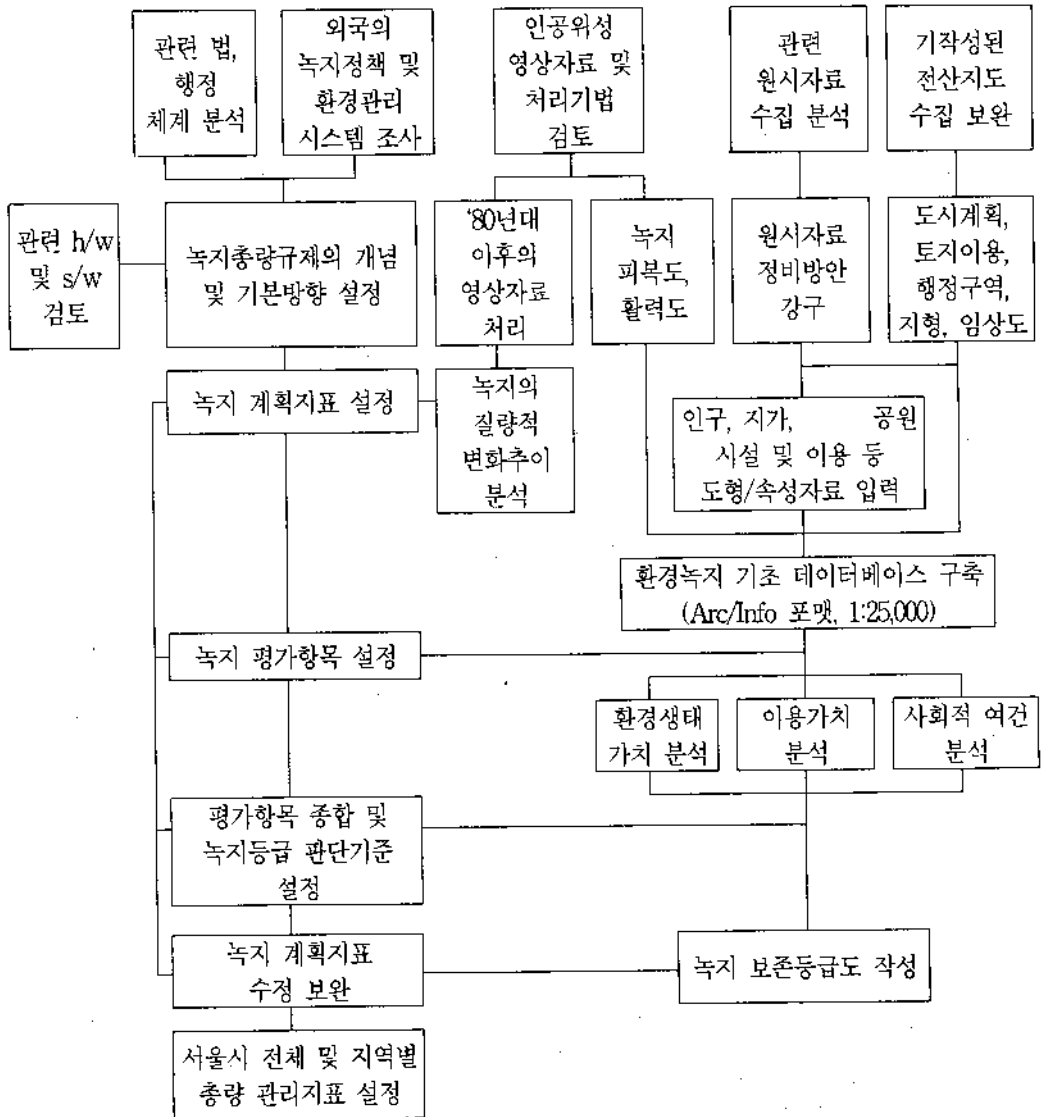 관련 법,
행정
체계 분석
외국의
녹지정책 및
환경관리
시스템 조사
인공위성
영상자료 및
처리기법
검토
관련
원시자료
수집 분석
기작성된
전산지도
수집 보완
관련 h/w
및 s/w
검토
녹지총량규제의 개념
및 기본방향 설정
'80년대
이후의
영상자료
처리
녹지
피복도,
활력도
원시자료
정비방안
강구
도시계획,
토지이용,
행정구역,
지형, 임상도
녹지 계획지표 설정
녹지의
질량적
변화추이
분석
인구, 지가, 공원
시설 및 이용 등
도형/속성자료 입력
환경녹지 기초 데이터베이스 구축
(Arc/Info 포맷, 1:25,000)
녹지 평가항목 설정
환경생태
가치 분석
이용가치
분석
사회적 여건
분석
평가항목 종합 및
녹지등급 판단기준
설정
녹지 계획지표
수정 보완
녹지 보존등급도 작성
서울시 전체 및 지역별
총량 관리지표 설정